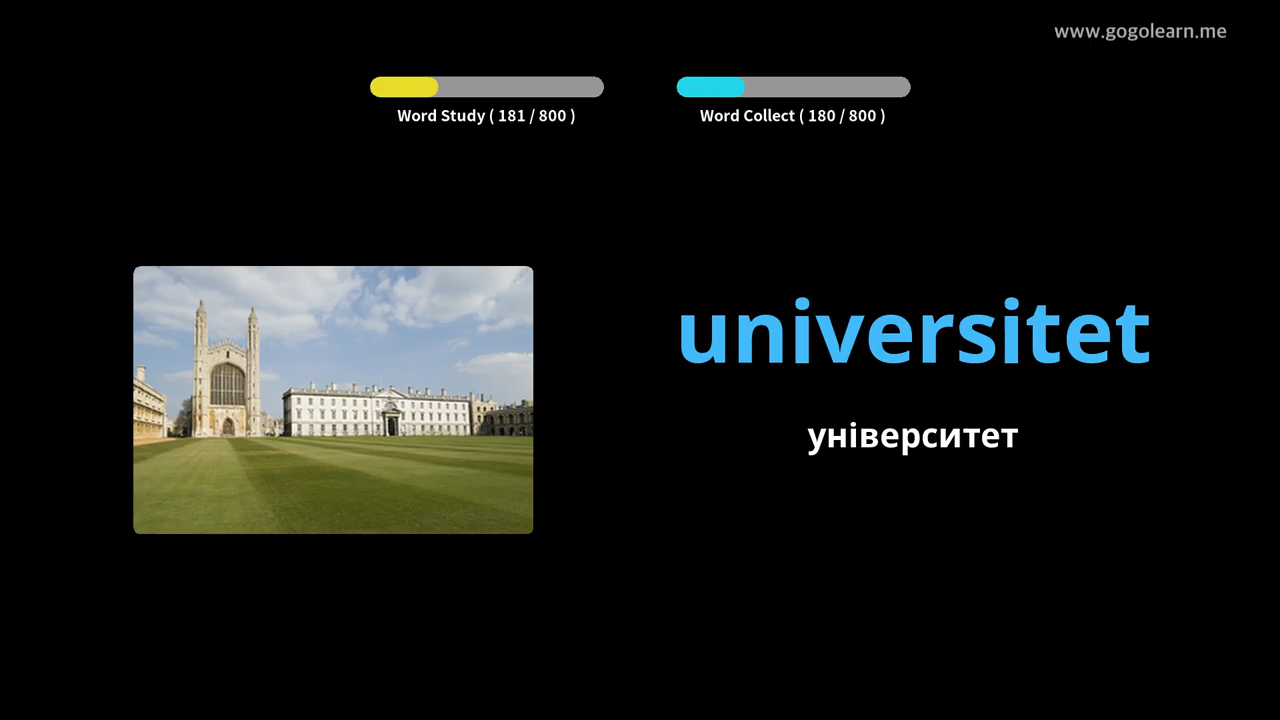 www.gogolearn.me
Word Study ( 181 / 800 )
Word Collect ( 180 / 800 )
universitet
університет